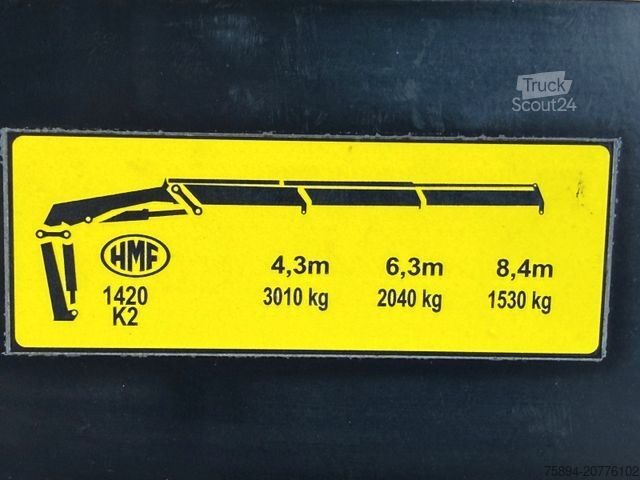 Truck
Scout24
HMF
1420
K2
4,3m 6,3m 8,4m
3010 kg 2040 kg 1530 kg
75894-20776102